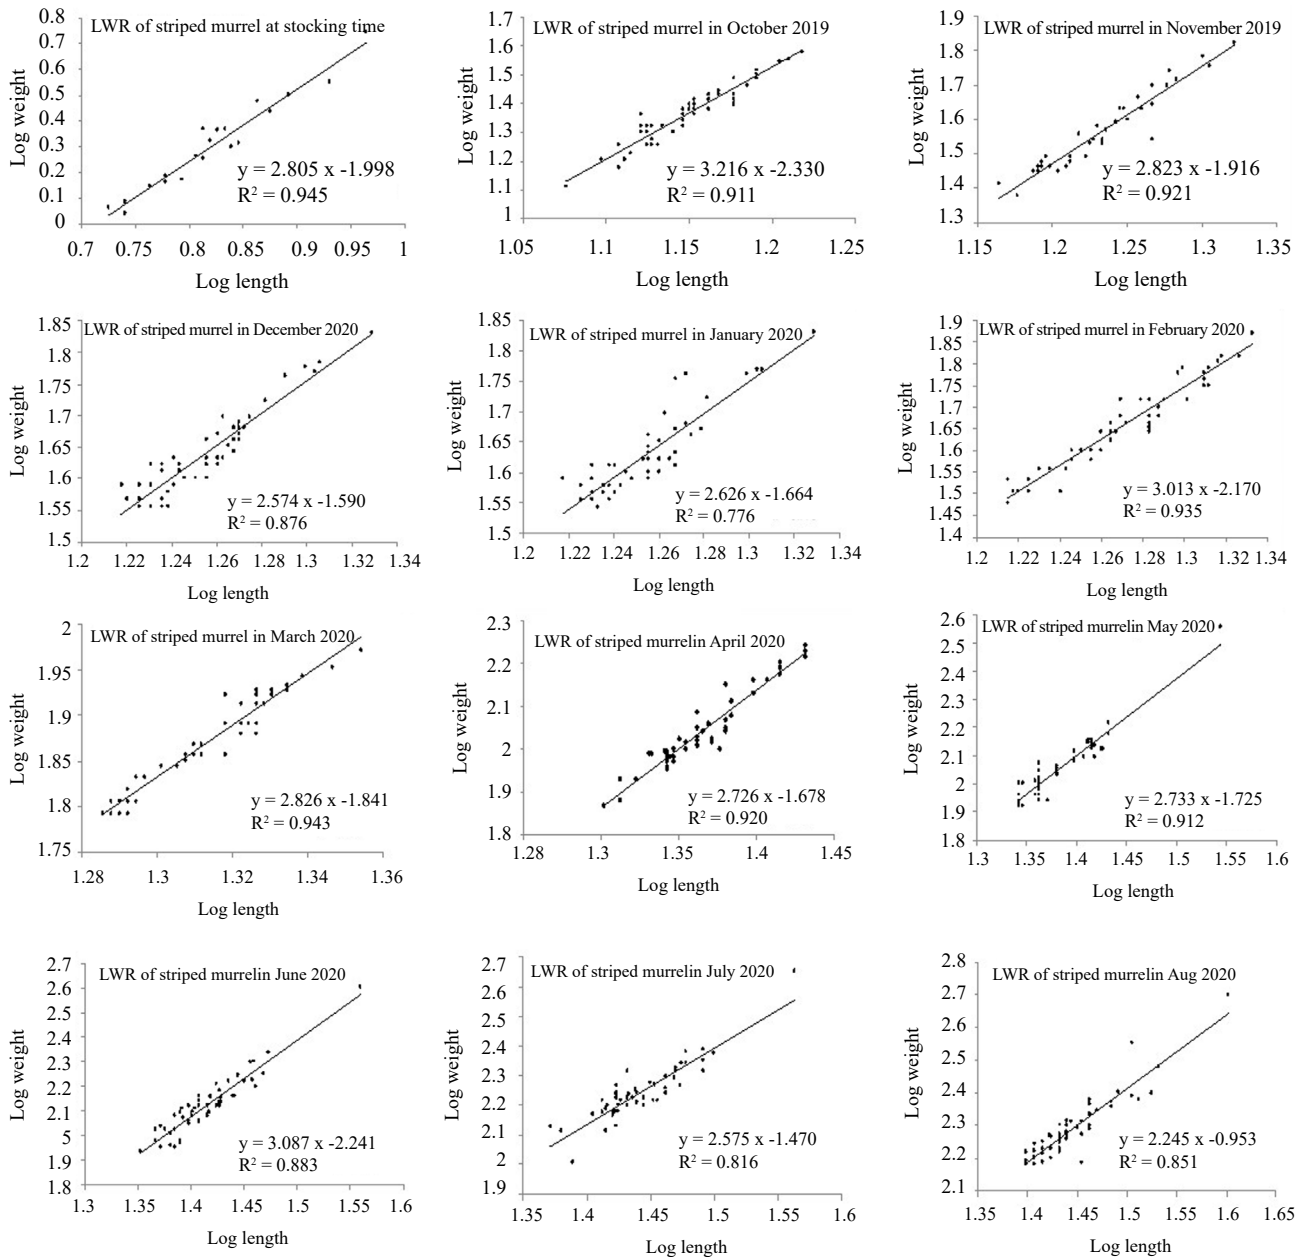 LWR of striped murrel at stocking time
Log weight
0.8
0.7
0.6
0.5
0.4
0.3
0.2
0.1
0
y = 2.805 x -1.998
R² = 0.945
0.7 0.75 0.8 0.85 0.9 0.95 1
Log length
LWR of striped murrel in October 2019
Log weight
1.7
1.6
1.5
1.4
1.3
1.2
1.1
1
y = 3.216 x -2.330
R² = 0.911
1.05 1.1 1.15 1.2 1.25
Log length
LWR of striped murrel in November 2019
Log weight
1.9
1.8
1.7
1.6
1.5
1.4
1.3
y = 2.823 x -1.916
R² = 0.921
1.15 1.2 1.25 1.3 1.35
Log length
LWR of striped murrel in December 2020
Log weight
1.85
1.8
1.75
1.7
1.65
1.6
1.55
1.5
y = 2.574 x -1.590
R² = 0.876
1.2 1.22 1.24 1.26 1.28 1.3 1.32 1.34
Log length
LWR of striped murrel in January 2020
Log weight
1.85
1.8
1.75
1.7
1.65
1.6
1.55
1.5
y = 2.626 x -1.664
R² = 0.776
1.2 1.22 1.24 1.26 1.28 1.3 1.32 1.34
Log length
LWR of striped murrel in February 2020
Log weight
1.9
1.85
1.8
1.75
1.7
1.65
1.6
1.55
1.5
1.45
1.4
y = 3.013 x -2.170
R² = 0.935
1.2 1.22 1.24 1.26 1.28 1.3 1.32 1.34
Log length
LWR of striped murrel in March 2020
Log weight
2
1.95
1.9
1.85
1.8
1.75
y = 2.826 x -1.841
R² = 0.943
1.28 1.3 1.32 1.34 1.36
Log length
LWR of striped murrelin April 2020
Log weight
2.3
2.2
2.1
2
1.9
1.8
y = 2.726 x -1.678
R² = 0.920
1.28 1.3 1.35 1.4 1.45
Log length
LWR of striped murrelin May 2020
Log weight
2.6
2.5
2.4
2.3
2.2
2.1
2
1.9
1.8
y = 2.733 x -1.725
R² = 0.912
1.3 1.35 1.4 1.45 1.5 1.55 1.6
Log length
LWR of striped murrelin June 2020
Log weight
2.7
2.6
2.5
2.4
2.3
2.2
2.1
5
1.9
1.8
y = 3.087 x -2.241
R² = 0.883
1.3 1.35 1.4 1.45 1.5 1.55 1.6
Log length
LWR of striped murrelin July 2020
Log weight
2.7
2.6
2.5
2.4
2.3
2.2
2.1
2
1.9
y = 2.575 x -1.470
R² = 0.816
1.35 1.4 1.45 1.5 1.55 1.6
Log length
LWR of striped murrelin Aug 2020
Log weight
2.8
2.7
2.6
2.5
2.4
2.3
2.2
2.1
y = 2.245 x -0.953
R² = 0.851
1.35 1.4 1.45 1.5 1.55 1.6 1.65
Log length